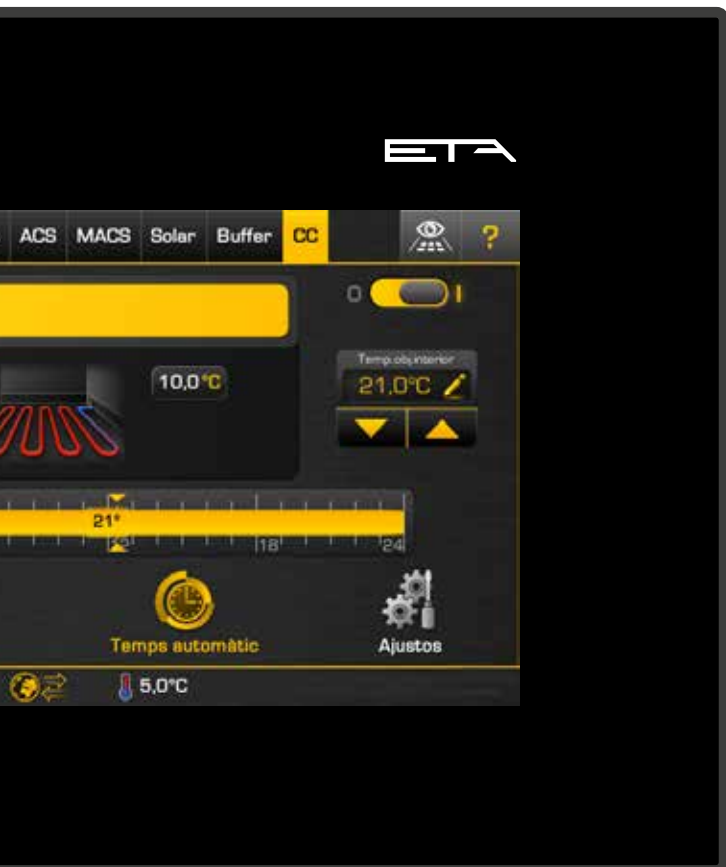 ETA
ACS MACS Solar Buffer CC ?
O I
Temp.obj.interior
10,0°C
21,0°C
21°
12 18 24
Temps automàtic
Ajustos
5,0°C